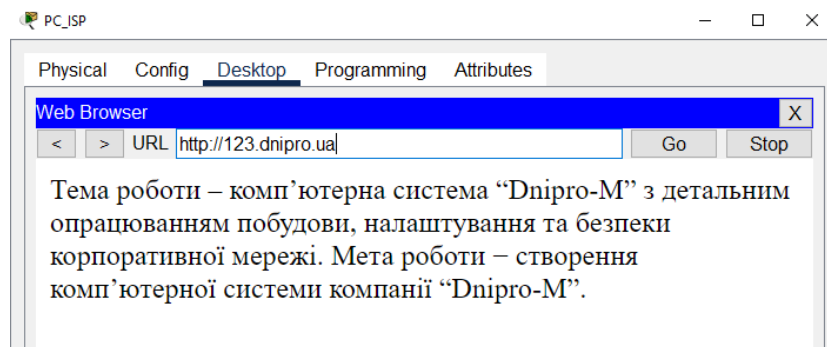 PC_ISP
Physical Config Desktop Programming Attributes
Web Browser X
< > URL http://123.dnipro.ua Go Stop
Тема роботи – комп’ютерна система “Dnipro-M” з детальним
опрацюванням побудови, налаштування та безпеки
корпоративної мережі. Мета роботи − створення
комп’ютерної системи компанії “Dnipro-M”.